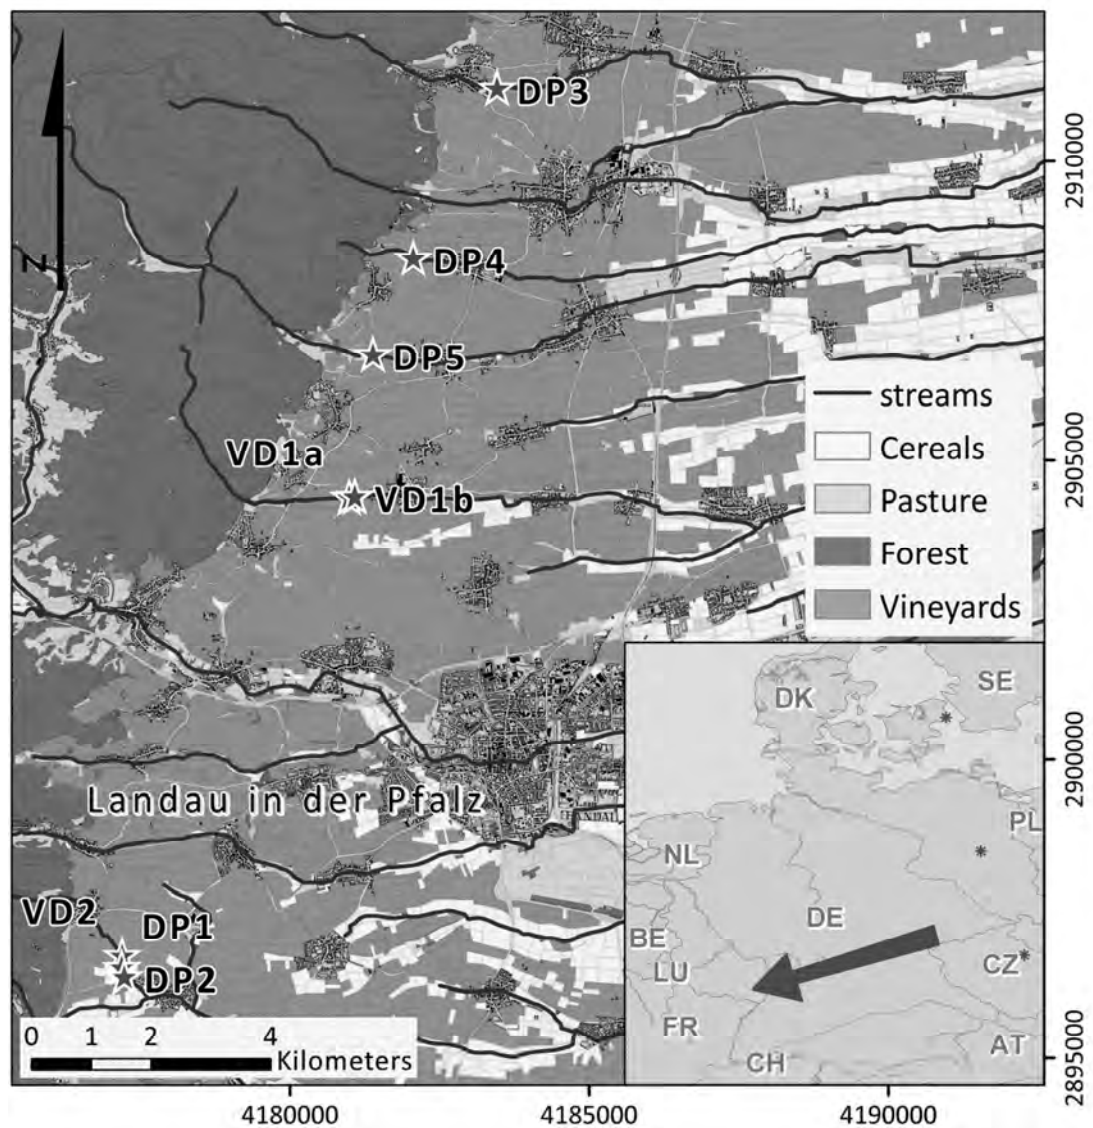 DP3
2910000
N
DP4
DP5
VD1a
VD1b
2905000
streams
Cereals
Pasture
Forest
Vineyards
2900000
Landau in der Pfalz
VD2
DP1
DP2
DK
SE
PL
NL
DE
BE
LU
CZ
FR
CH
AT
0 1 2 4
Kilometers
2895000
4180000 4185000 4190000